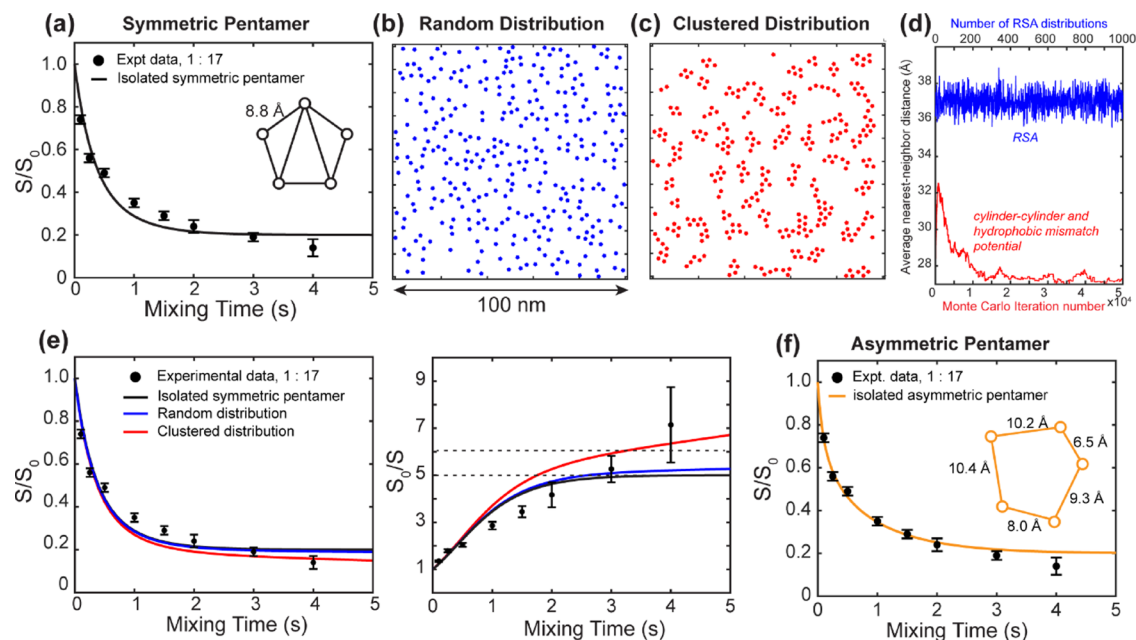 (a) Symmetric Pentamer
Expt data, 1 : 17
Isolated symmetric pentamer
8.8 Å
1.0
0.8
0.6
0.4
0.2
0
S/S0
0 1 2 3 4 5
Mixing Time (s)
(b) Random Distribution
100 nm
(c) Clustered Distribution
(d)
Number of RSA distributions
0 200 400 600 800 1000
Average nearest-neighbor distance (Å)
38
36
34
32
30
28
RSA
cylinder-cylinder and
hydrophobic mismatch
potential
0 1 2 3 4 5
x10⁴
Monte Carlo Iteration number
(e)
Experimental data, 1 : 17
Isolated symmetric pentamer
Random distribution
Clustered distribution
1.0
0.8
0.6
0.4
0.2
0.0
S/S0
0 1 2 3 4 5
Mixing Time (s)
9
7
5
3
1
S0/S
0 1 2 3 4 5
Mixing Time (s)
(f) Asymmetric Pentamer
Expt. data, 1 : 17
isolated asymmetric pentamer
10.2 Å
6.5 Å
10.4 Å
9.3 Å
8.0 Å
1.0
0.8
0.6
0.4
0.2
0.0
S/S0
0 1 2 3 4 5
Mixing Time (s)